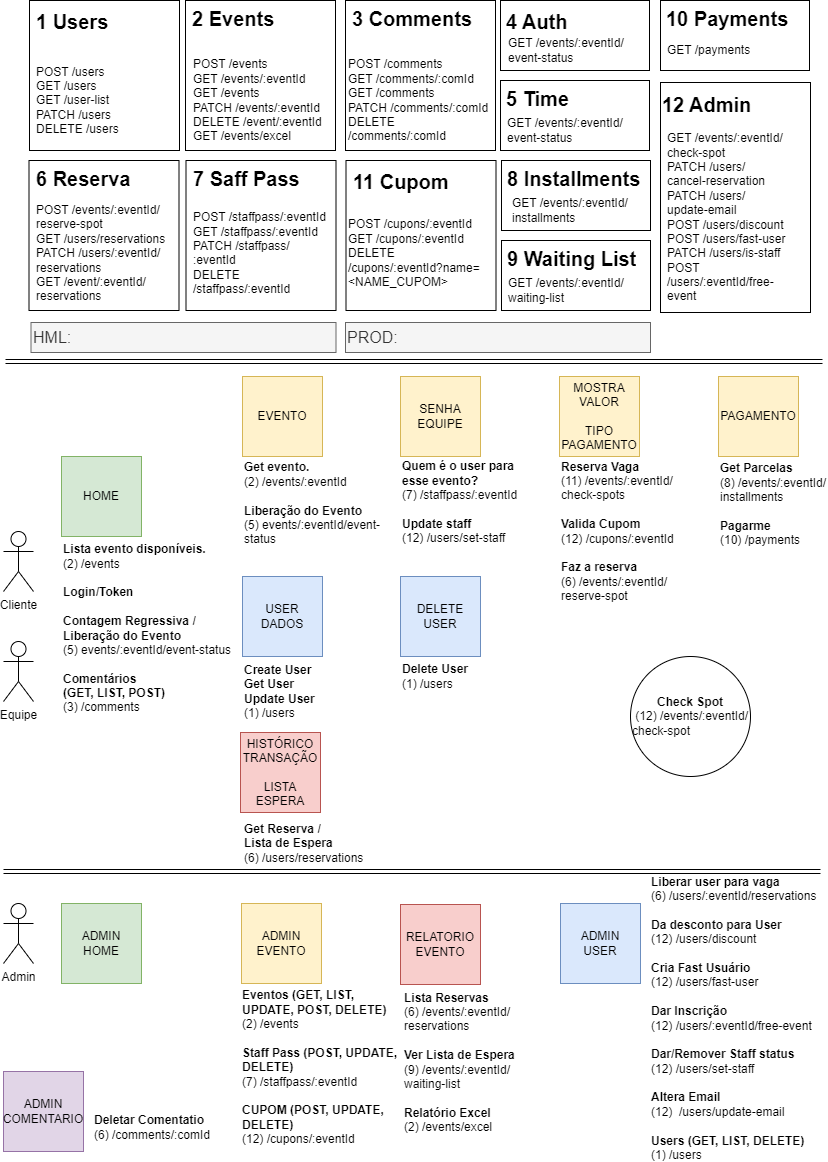 1 Users
POST /users
GET /users
GET /user-list
PATCH /users
DELETE /users
2 Events
POST /events
GET /events/:eventId
GET /events
PATCH /events/:eventId
DELETE /event/:eventId
GET /events/excel
3 Comments
POST /comments
GET /comments/:comId
GET /comments
PATCH /comments/:comId
DELETE
/comments/:comId
4 Auth
GET /events/:eventId/
event-status
5 Time
GET /events/:eventId/
event-status
10 Payments
GET /payments
12 Admin
GET /events/:eventId/
check-spot
PATCH /users/
cancel-reservation
PATCH /users/
update-email
POST /users/discount
POST /users/fast-user
PATCH /users/is-staff
POST
/users/:eventId/free-
event
6 Reserva
POST /events/:eventId/
reserve-spot
GET /users/reservations
PATCH /users/:eventId/
reservations
GET /event/:eventId/
reservations
7 Saff Pass
POST /staffpass/:eventId
GET /staffpass/:eventId
PATCH /staffpass/
:eventId
DELETE
/staffpass/:eventId
11 Cupom
POST /cupons/:eventId
GET /cupons/:eventId
DELETE
/cupons/:eventId?name=
<NAME_CUPOM>
8 Installments
GET /events/:eventId/
installments
9 Waiting List
GET /events/:eventId/
waiting-list
HML:
PROD:
Cliente
Equipe
HOME
Lista evento disponíveis.
(2) /events
Login/Token
Contagem Regressiva /
Liberação do Evento
(5) events/:eventId/event-status
Comentários
(GET, LIST, POST)
(3) /comments
EVENTO
Get evento.
(2) /events/:eventId
Liberação do Evento
(5) events/:eventId/event-
status
SENHA
EQUIPE
Quem é o user para
esse evento?
(7) /staffpass/:eventId
Update staff
(12) /users/set-staff
MOSTRA
VALOR
TIPO
PAGAMENTO
Reserva Vaga
(11) /events/:eventId/
check-spots
Valida Cupom
(12) /cupons/:eventId
Faz a reserva
(6) /events/:eventId/
reserve-spot
PAGAMENTO
Get Parcelas
(8) /events/:eventId/
installments
Pagarme
(10) /payments
USER
DADOS
Create User
Get User
Update User
(1) /users
DELETE
USER
Delete User
(1) /users
Check Spot
(12) /events/:eventId/
check-spot
HISTÓRICO
TRANSAÇÃO
LISTA
ESPERA
Get Reserva /
Lista de Espera
(6) /users/reservations
Admin
ADMIN
HOME
ADMIN
EVENTO
Eventos (GET, LIST,
UPDATE, POST, DELETE)
(2) /events
Staff Pass (POST, UPDATE,
DELETE)
(7) /staffpass/:eventId
CUPOM (POST, UPDATE,
DELETE)
(12) /cupons/:eventId
RELATORIO
EVENTO
Lista Reservas
(6) /events/:eventId/
reservations
Ver Lista de Espera
(9) /events/:eventId/
waiting-list
Relatório Excel
(2) /events/excel
ADMIN
USER
Liberar user para vaga
(6) /users/:eventId/reservations
Da desconto para User
(12) /users/discount
Cria Fast Usuário
(12) /users/fast-user
Dar Inscrição
(12) /users/:eventId/free-event
Dar/Remover Staff status
(12) /users/set-staff
Altera Email
(12) /users/update-email
Users (GET, LIST, DELETE)
(1) /users
ADMIN
COMENTARIO
Deletar Comentatio
(6) /comments/:comId